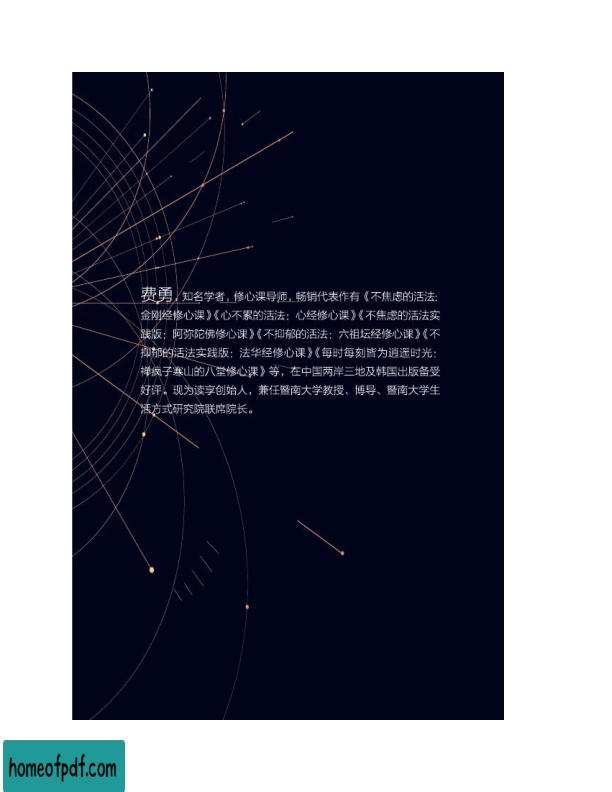 费勇，知名学者，修心课导师，畅销代表作有《不焦虑的活法：
金刚经修心课》《心不累的活法：心经修心课》《不焦虑的活法实
践版：阿弥陀佛修心课》《不抑郁的活法：六祖坛经修心课》《不
抑郁的活法实践版：法华经修心课》《每时每刻皆为逍遥时光：
禅疯子寒山的八堂修心课》等，在中国两岸三地及韩国出版备受
好评。现为读享创始人，兼任暨南大学教授、博导、暨南大学生
活方式研究院联席院长。
homeofpdf.com